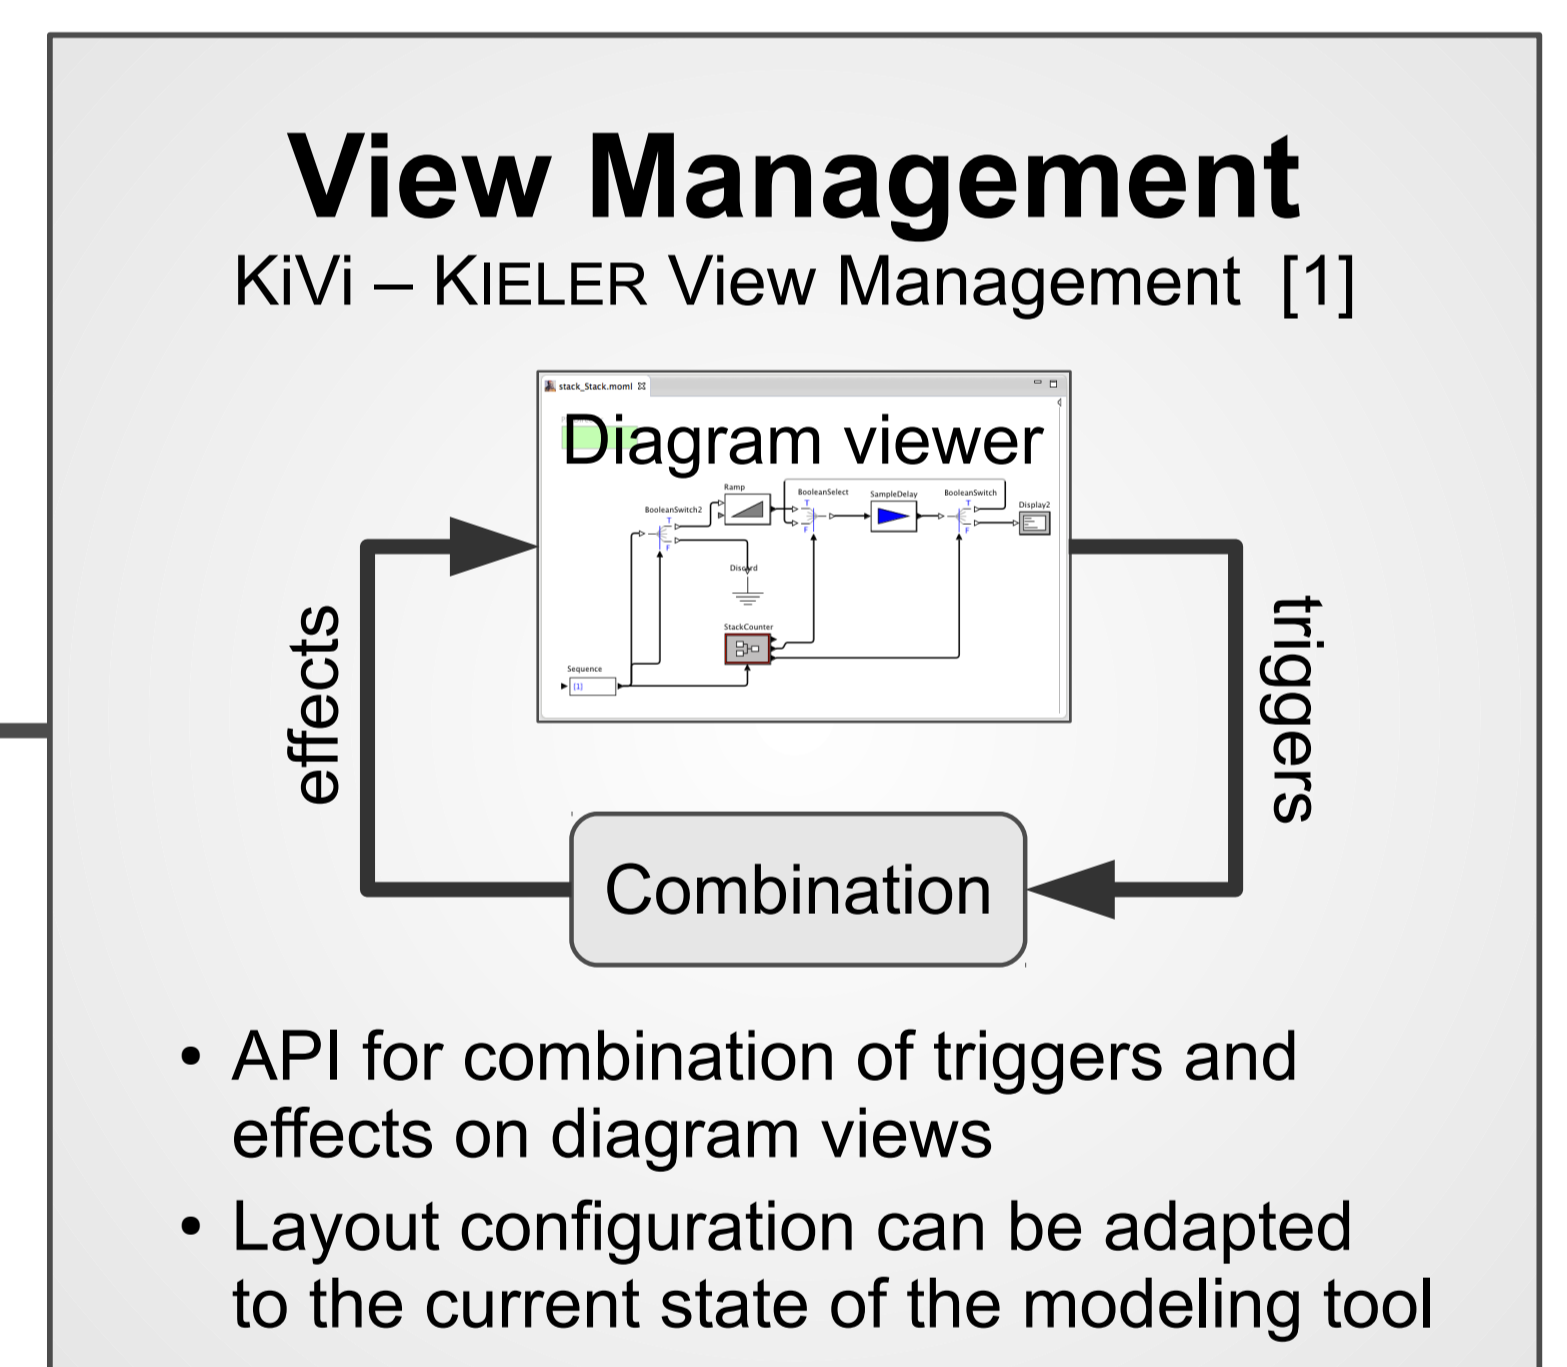 View Management
KiVi – KIELER View Management [1]
stack_Stack.moml
Diagram viewer
Ramp
BooleanSelect
SampleDelay
BooleanSwitch
Display2
BooleanSwitch2
T
F
T
F
T
F
Discard
StackCounter
Sequence
[1]
effects
triggers
Combination
• API for combination of triggers and
effects on diagram views
• Layout configuration can be adapted
to the current state of the modeling tool